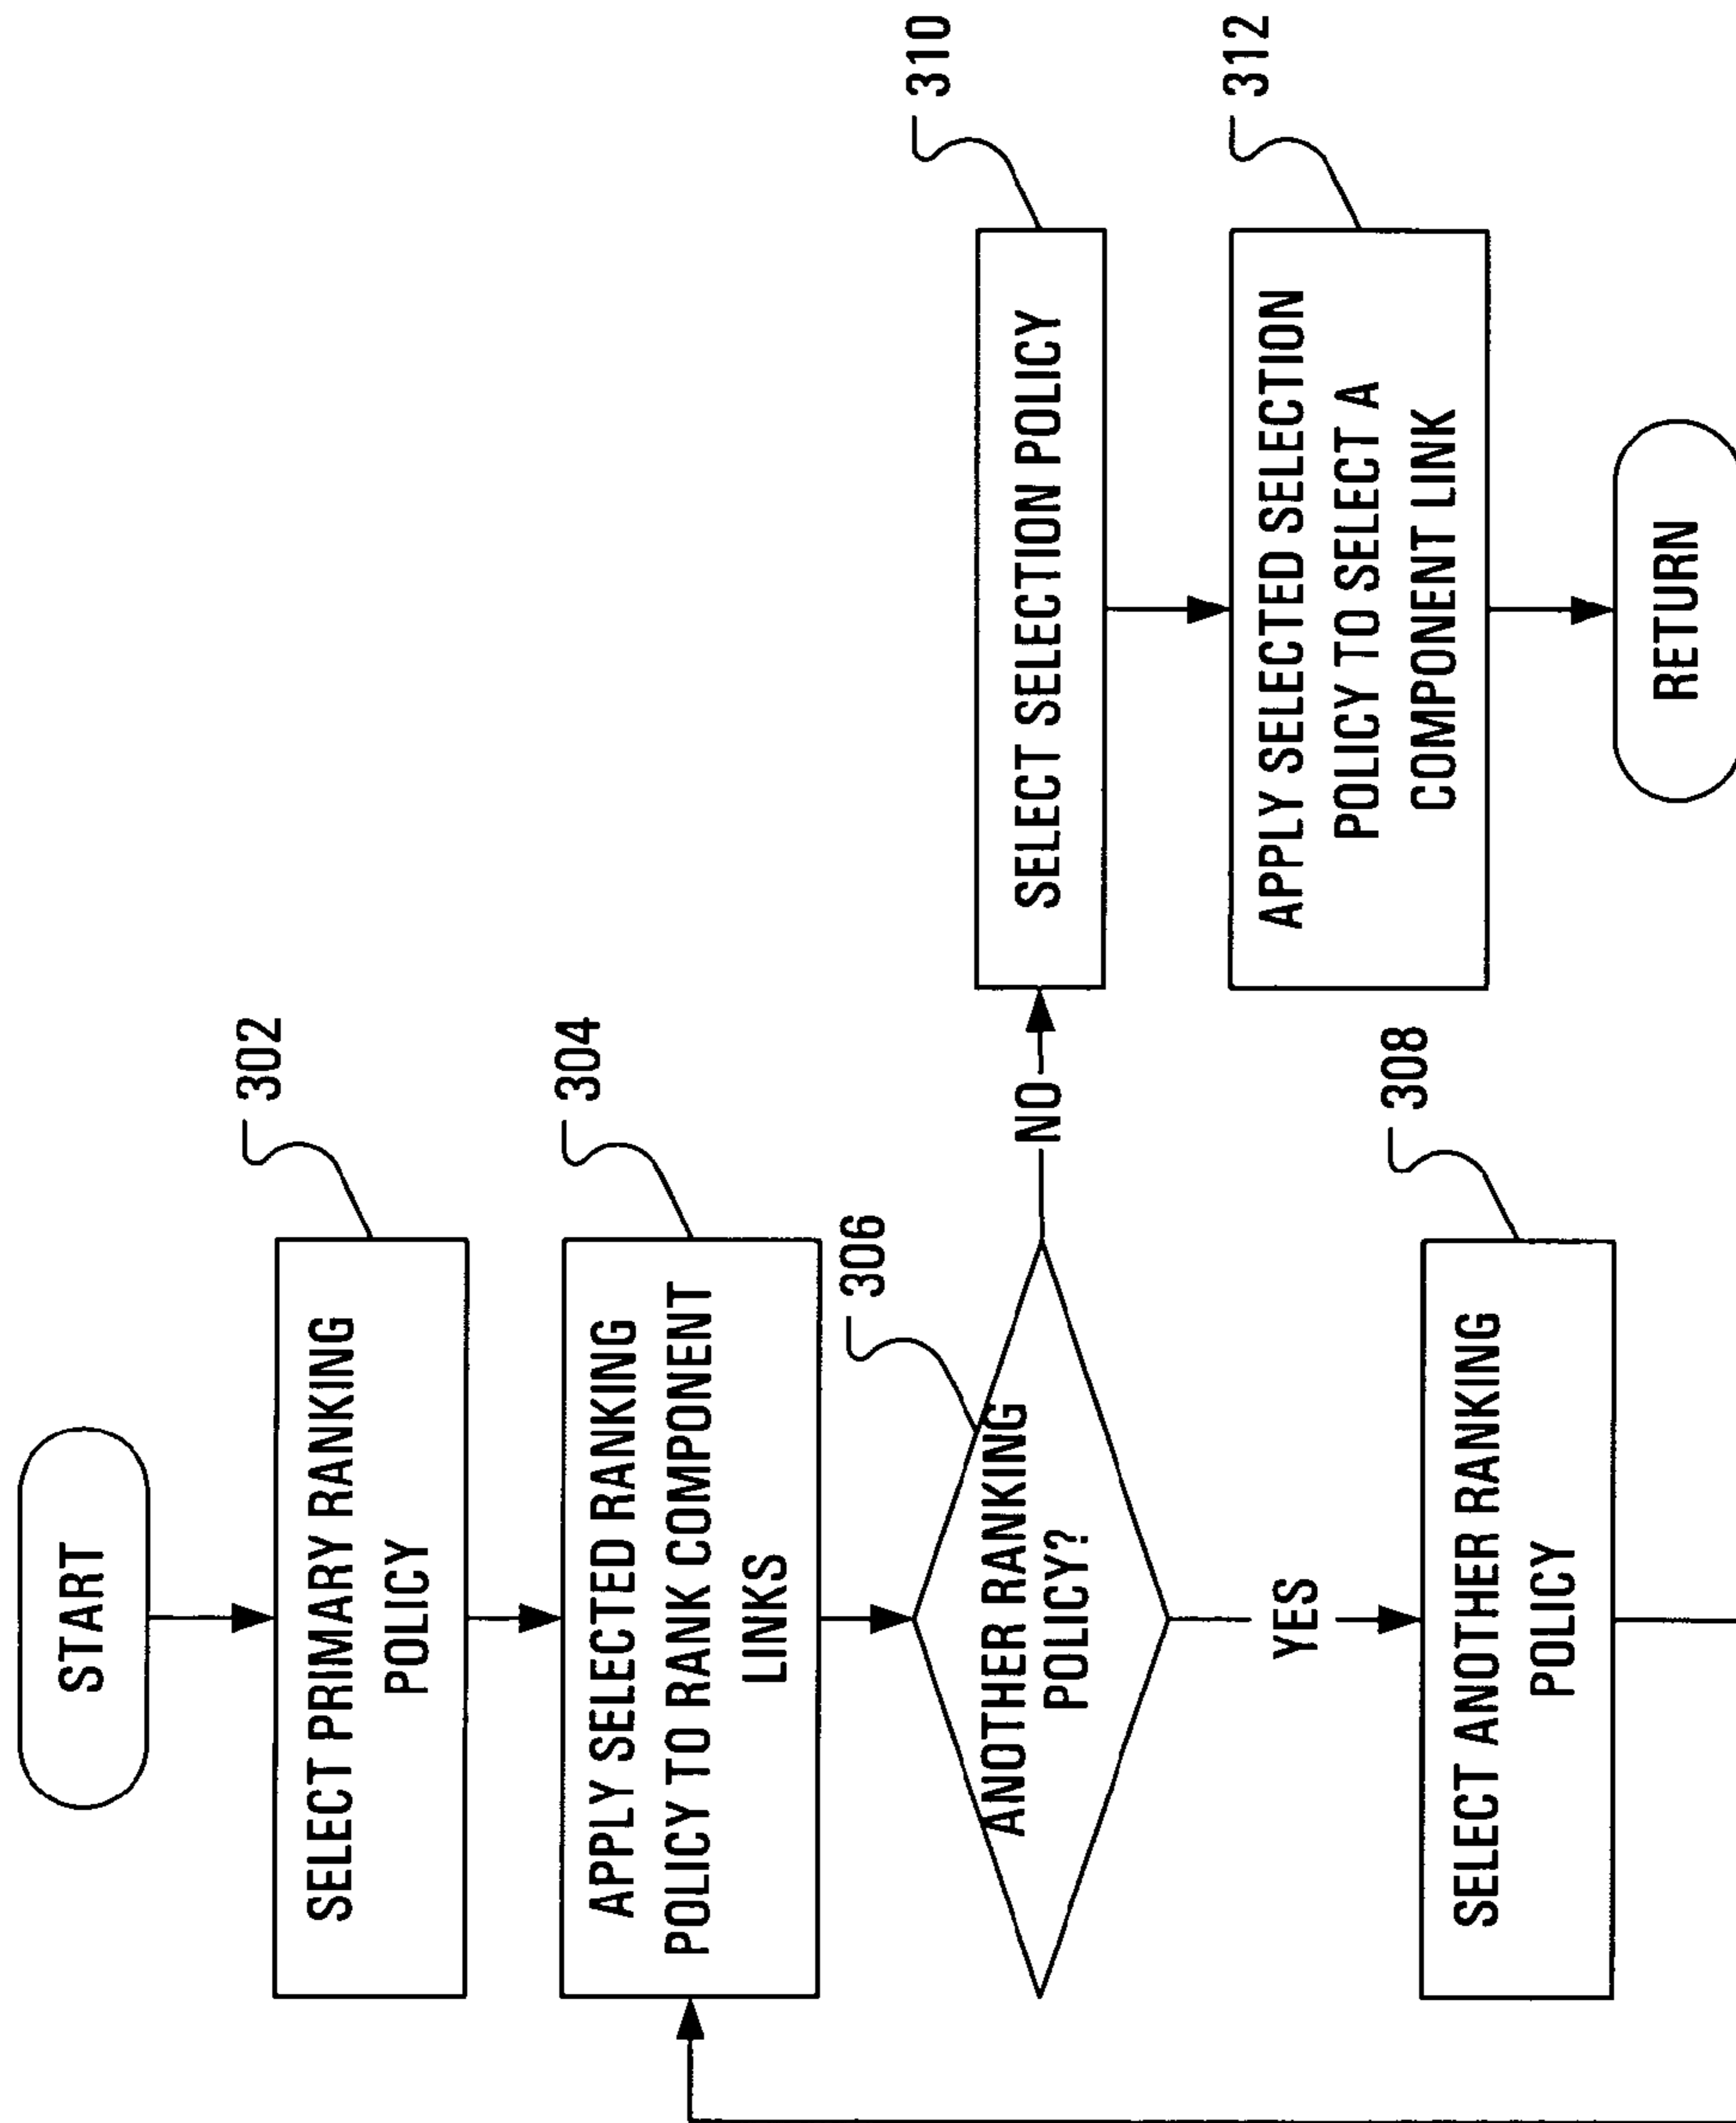 START
302
SELECT PRIMARY RANKING
POLICY
304
APPLY SELECTED RANKING
POLICY TO RANK COMPONENT
LINKS
306
ANOTHER RANKING
POLICY?
NO
YES
308
SELECT ANOTHER RANKING
POLICY
310
SELECT SELECTION POLICY
312
APPLY SELECTED SELECTION
POLICY TO SELECT A
COMPONENT LINK
RETURN